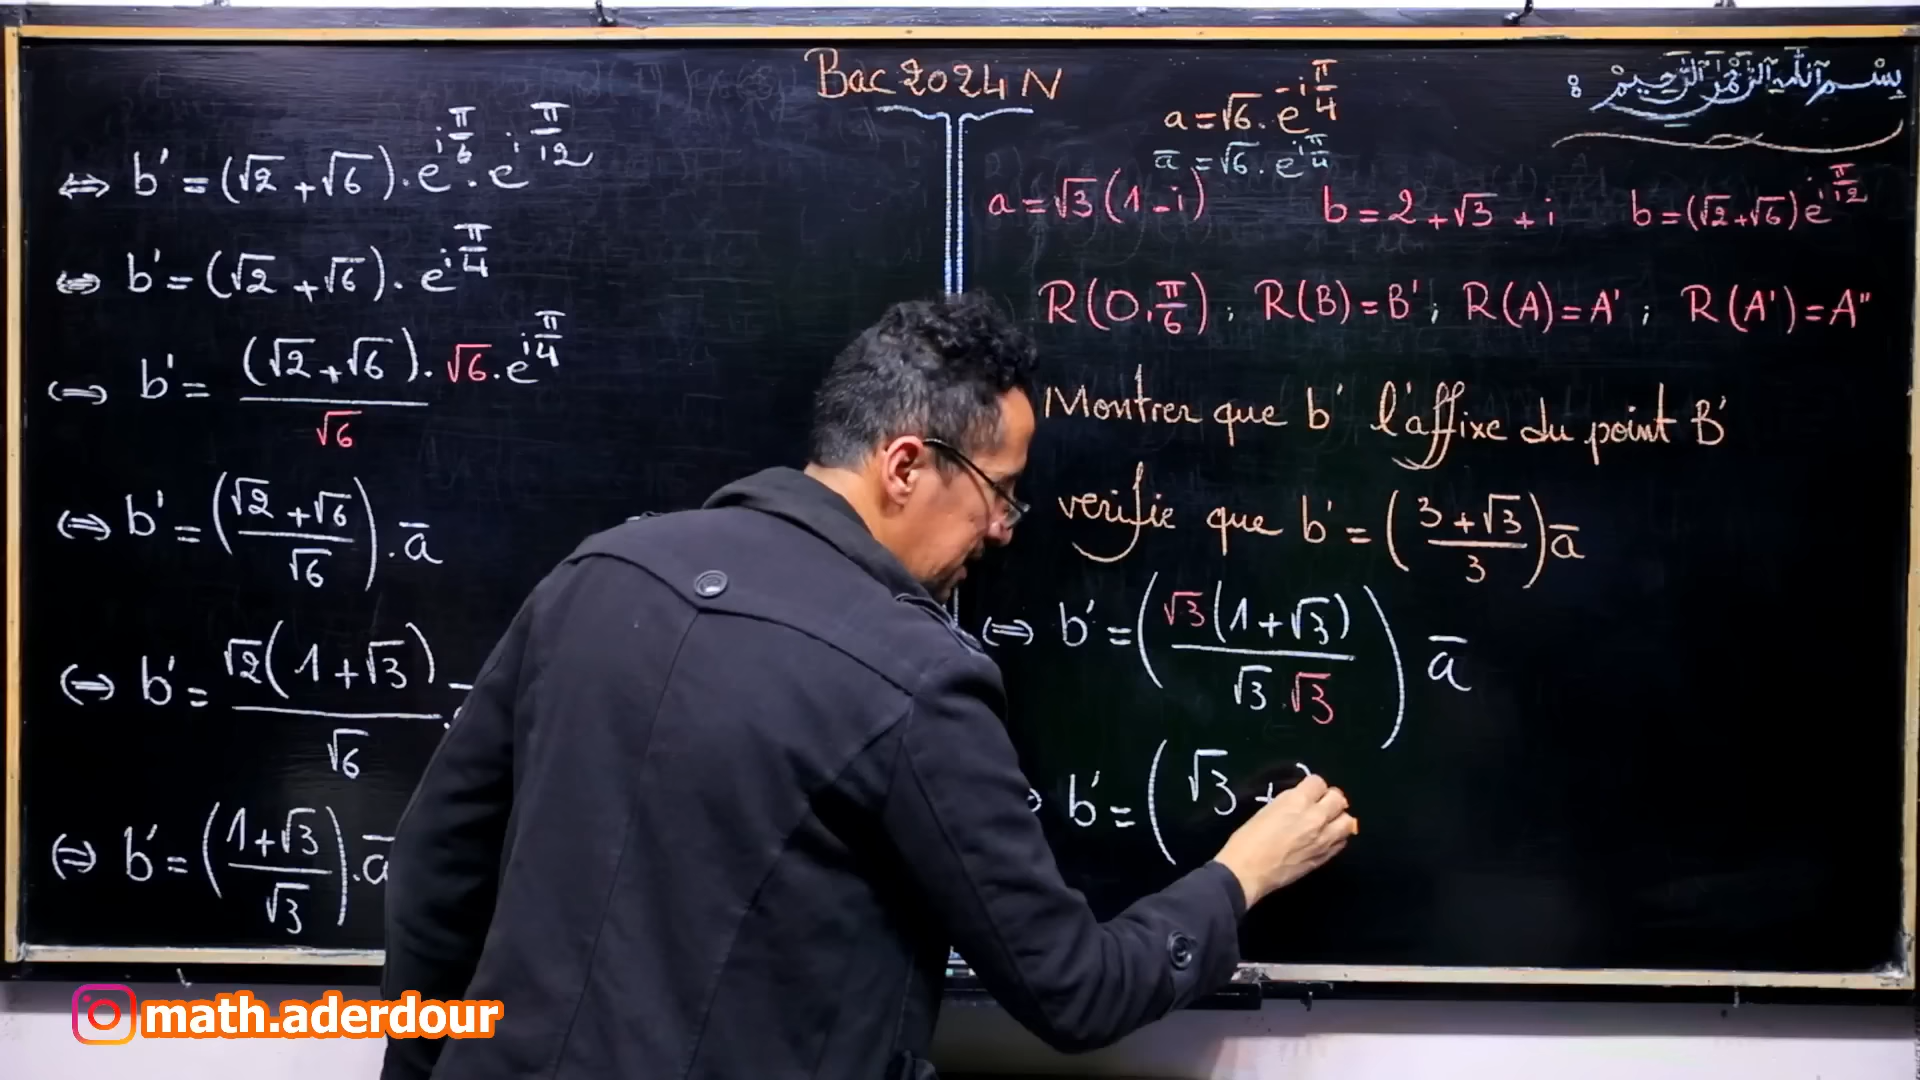 Bac 2024 N
بسم الله الرحمن الرحيم :
⇔ b' = (√2 + √6) . e^{iπ/6} . e^{iπ/12}
⇔ b' = (√2 + √6) . e^{iπ/4}
⇔ b' = (√2 + √6) . √6 . e^{iπ/4} / √6
⇔ b' = ((√2 + √6) / √6) . ā
⇔ b' = √2(1 + √3) / √6
⇔ b' = ((1 + √3) / √3) . ā
a = √6 . e^{-iπ/4}
ā = √6 . e^{iπ/4}
a = √3(1 - i) b = 2 + √3 + i b = (√2 + √6) e^{iπ/12}
R(O, π/6) ; R(B) = B' ; R(A) = A' ; R(A') = A''
Montrer que b' l'affixe du point B'
verifie que b' = ((3 + √3) / 3) ā
⇔ b' = (√3(1 + √3) / √3 . √3) ā
b' = ( √3 +
math.aderdour